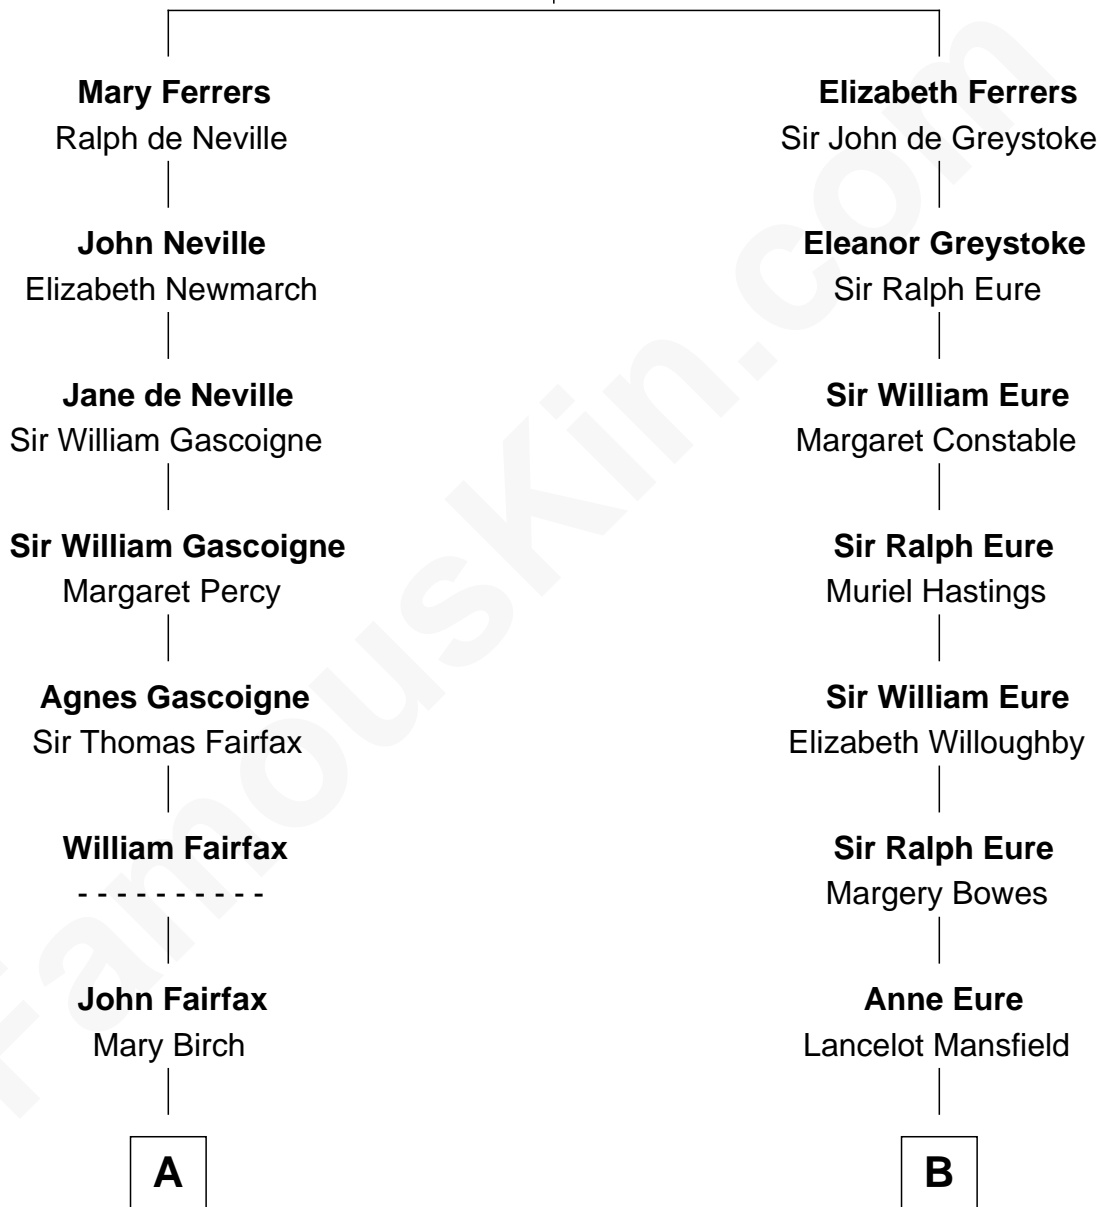 Mary Ferrers
Ralph de Neville
John Neville
Elizabeth Newmarch
Jane de Neville
Sir William Gascoigne
Sir William Gascoigne
Margaret Percy
Agnes Gascoigne
Sir Thomas Fairfax
William Fairfax
- - - - - - - - - -
John Fairfax
Mary Birch
A
Elizabeth Ferrers
Sir John de Greystoke
Eleanor Greystoke
Sir Ralph Eure
Sir William Eure
Margaret Constable
Sir Ralph Eure
Muriel Hastings
Sir William Eure
Elizabeth Willoughby
Sir Ralph Eure
Margery Bowes
Anne Eure
Lancelot Mansfield
B
FamousKin.com